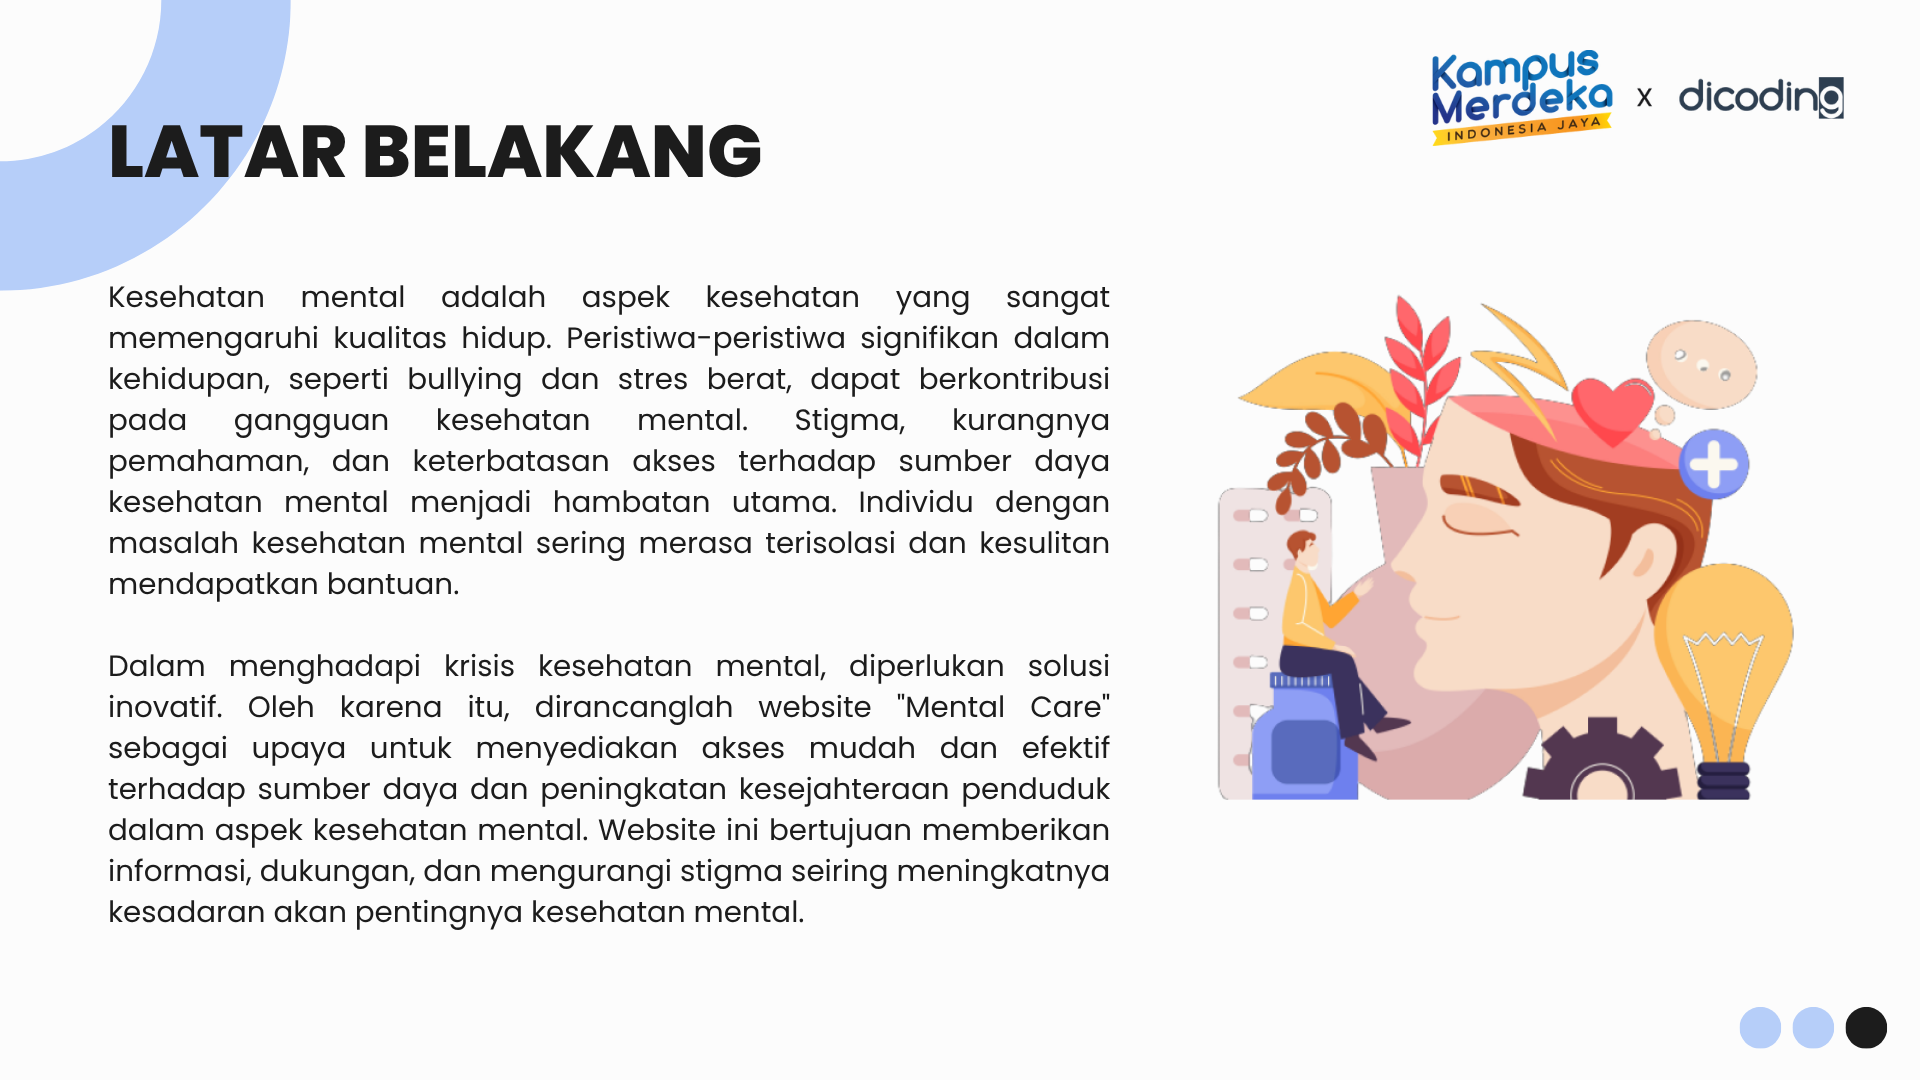 Kampus
Merdeka
INDONESIA JAYA
x
dicoding
LATAR BELAKANG
Kesehatan mental adalah aspek kesehatan yang sangat
memengaruhi kualitas hidup. Peristiwa-peristiwa signifikan dalam
kehidupan, seperti bullying dan stres berat, dapat berkontribusi
pada gangguan kesehatan mental. Stigma, kurangnya
pemahaman, dan keterbatasan akses terhadap sumber daya
kesehatan mental menjadi hambatan utama. Individu dengan
masalah kesehatan mental sering merasa terisolasi dan kesulitan
mendapatkan bantuan.
Dalam menghadapi krisis kesehatan mental, diperlukan solusi
inovatif. Oleh karena itu, dirancanglah website "Mental Care"
sebagai upaya untuk menyediakan akses mudah dan efektif
terhadap sumber daya dan peningkatan kesejahteraan penduduk
dalam aspek kesehatan mental. Website ini bertujuan memberikan
informasi, dukungan, dan mengurangi stigma seiring meningkatnya
kesadaran akan pentingnya kesehatan mental.